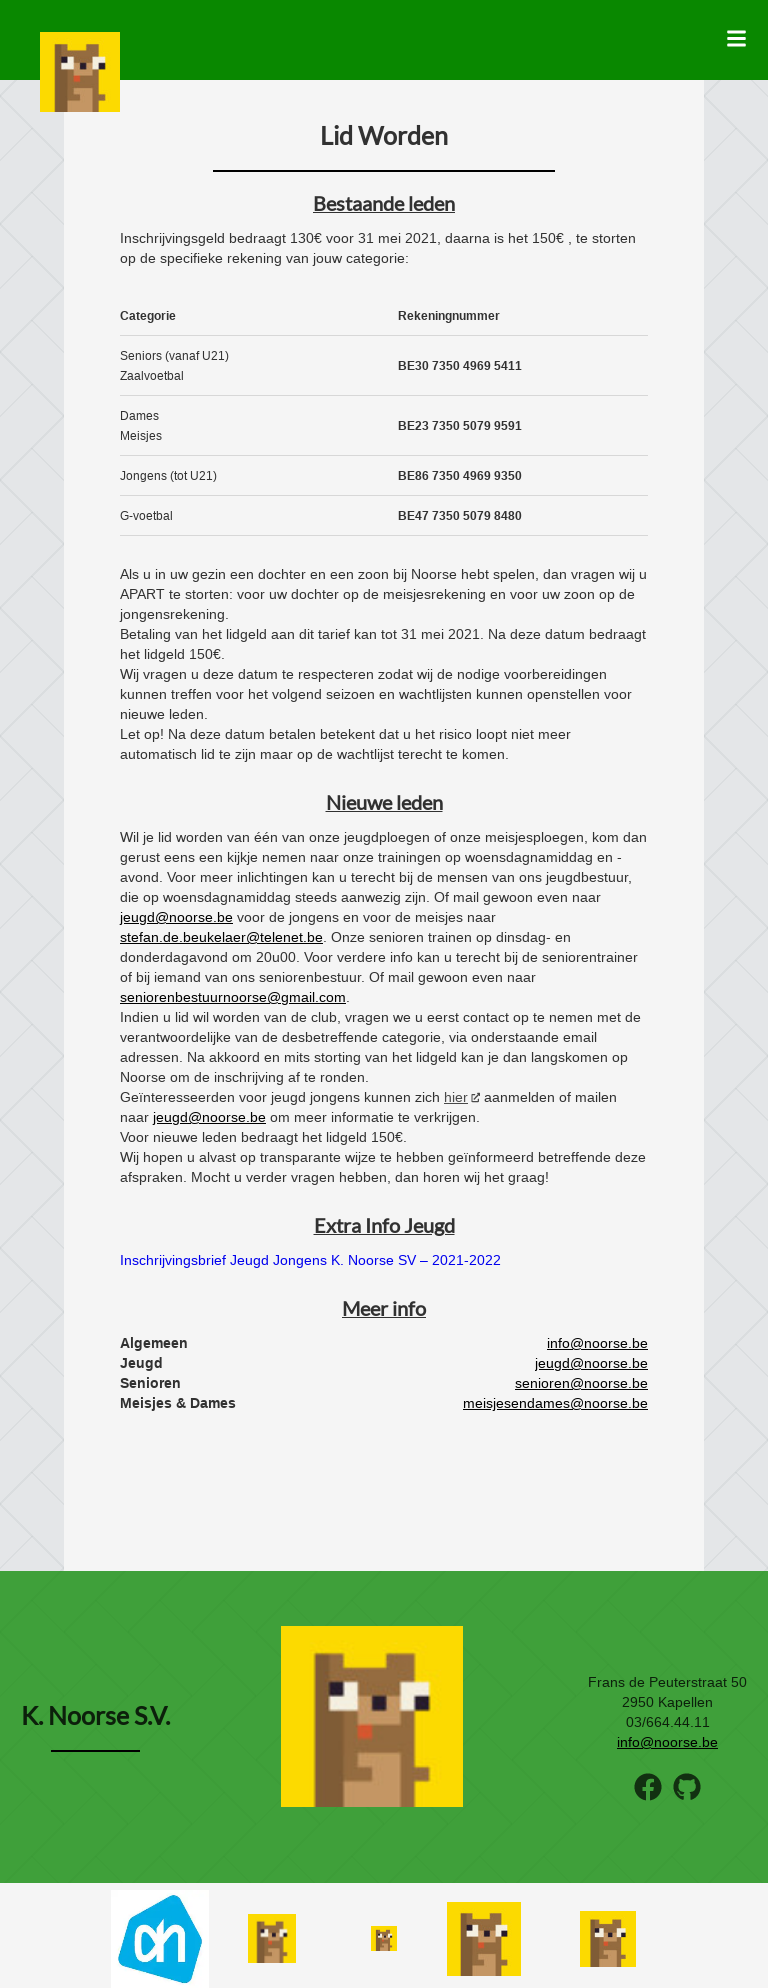 Lid Worden
Bestaande leden
Inschrijvingsgeld bedraagt 130€ voor 31 mei 2021, daarna is het 150€ , te storten
op de specifieke rekening van jouw categorie:
Categorie Rekeningnummer
Seniors (vanaf U21)
Zaalvoetbal
BE30 7350 4969 5411
Dames
Meisjes
BE23 7350 5079 9591
Jongens (tot U21) BE86 7350 4969 9350
G-voetbal BE47 7350 5079 8480
Als u in uw gezin een dochter en een zoon bij Noorse hebt spelen, dan vragen wij u
APART te storten: voor uw dochter op de meisjesrekening en voor uw zoon op de
jongensrekening.
Betaling van het lidgeld aan dit tarief kan tot 31 mei 2021. Na deze datum bedraagt
het lidgeld 150€.
Wij vragen u deze datum te respecteren zodat wij de nodige voorbereidingen
kunnen treffen voor het volgend seizoen en wachtlijsten kunnen openstellen voor
nieuwe leden.
Let op! Na deze datum betalen betekent dat u het risico loopt niet meer
automatisch lid te zijn maar op de wachtlijst terecht te komen.
Nieuwe leden
Wil je lid worden van één van onze jeugdploegen of onze meisjesploegen, kom dan
gerust eens een kijkje nemen naar onze trainingen op woensdagnamiddag en -
avond. Voor meer inlichtingen kan u terecht bij de mensen van ons jeugdbestuur,
die op woensdagnamiddag steeds aanwezig zijn. Of mail gewoon even naar
jeugd@noorse.be voor de jongens en voor de meisjes naar
stefan.de.beukelaer@telenet.be. Onze senioren trainen op dinsdag- en
donderdagavond om 20u00. Voor verdere info kan u terecht bij de seniorentrainer
of bij iemand van ons seniorenbestuur. Of mail gewoon even naar
seniorenbestuurnoorse@gmail.com.
Indien u lid wil worden van de club, vragen we u eerst contact op te nemen met de
verantwoordelijke van de desbetreffende categorie, via onderstaande email
adressen. Na akkoord en mits storting van het lidgeld kan je dan langskomen op
Noorse om de inschrijving af te ronden.
Geïnteresseerden voor jeugd jongens kunnen zich hier aanmelden of mailen
naar jeugd@noorse.be om meer informatie te verkrijgen.
Voor nieuwe leden bedraagt het lidgeld 150€.
Wij hopen u alvast op transparante wijze te hebben geïnformeerd betreffende deze
afspraken. Mocht u verder vragen hebben, dan horen wij het graag!
Extra Info Jeugd
Inschrijvingsbrief Jeugd Jongens K. Noorse SV – 2021-2022
Meer info
Algemeen info@noorse.be
Jeugd jeugd@noorse.be
Senioren senioren@noorse.be
Meisjes & Dames meisjesendames@noorse.be
K. Noorse S.V.
Frans de Peuterstraat 50
2950 Kapellen
03/664.44.11
info@noorse.be
ah